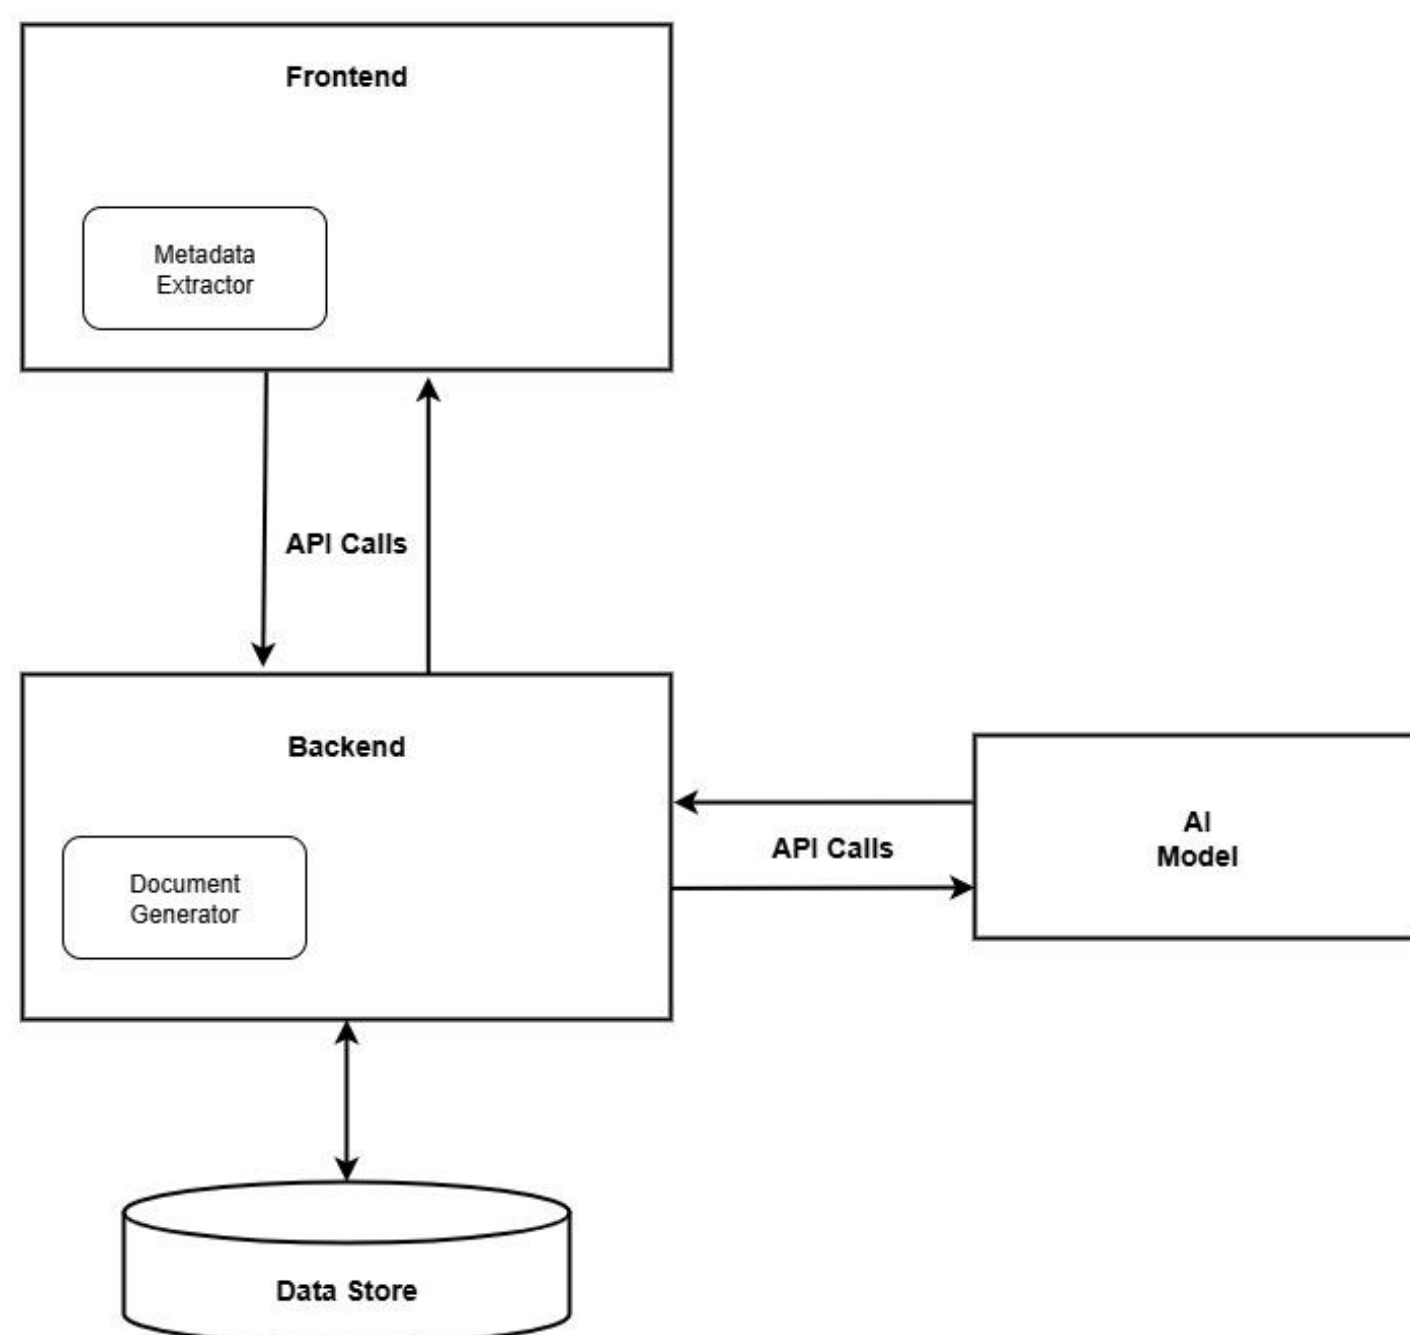 Frontend
Metadata
Extractor
API Calls
Backend
Document
Generator
API Calls
AI
Model
Data Store